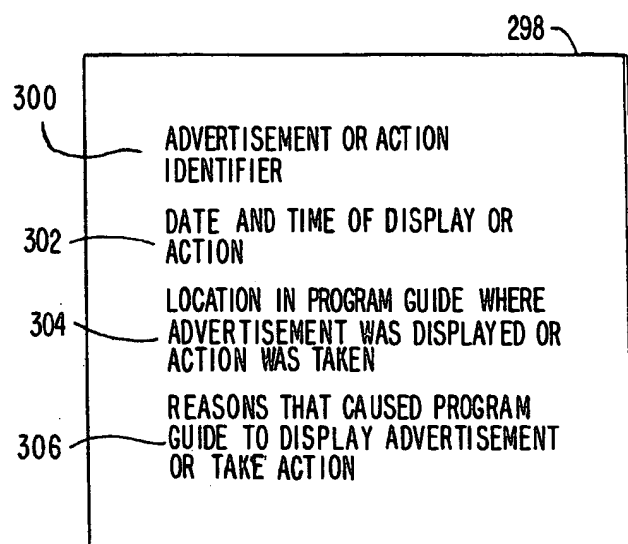 298
300
ADVERTISEMENT OR ACTION
IDENTIFIER
302
DATE AND TIME OF DISPLAY OR
ACTION
304
LOCATION IN PROGRAM GUIDE WHERE
ADVERTISEMENT WAS DISPLAYED OR
ACTION WAS TAKEN
306
REASONS THAT CAUSED PROGRAM
GUIDE TO DISPLAY ADVERTISEMENT
OR TAKE ACTION